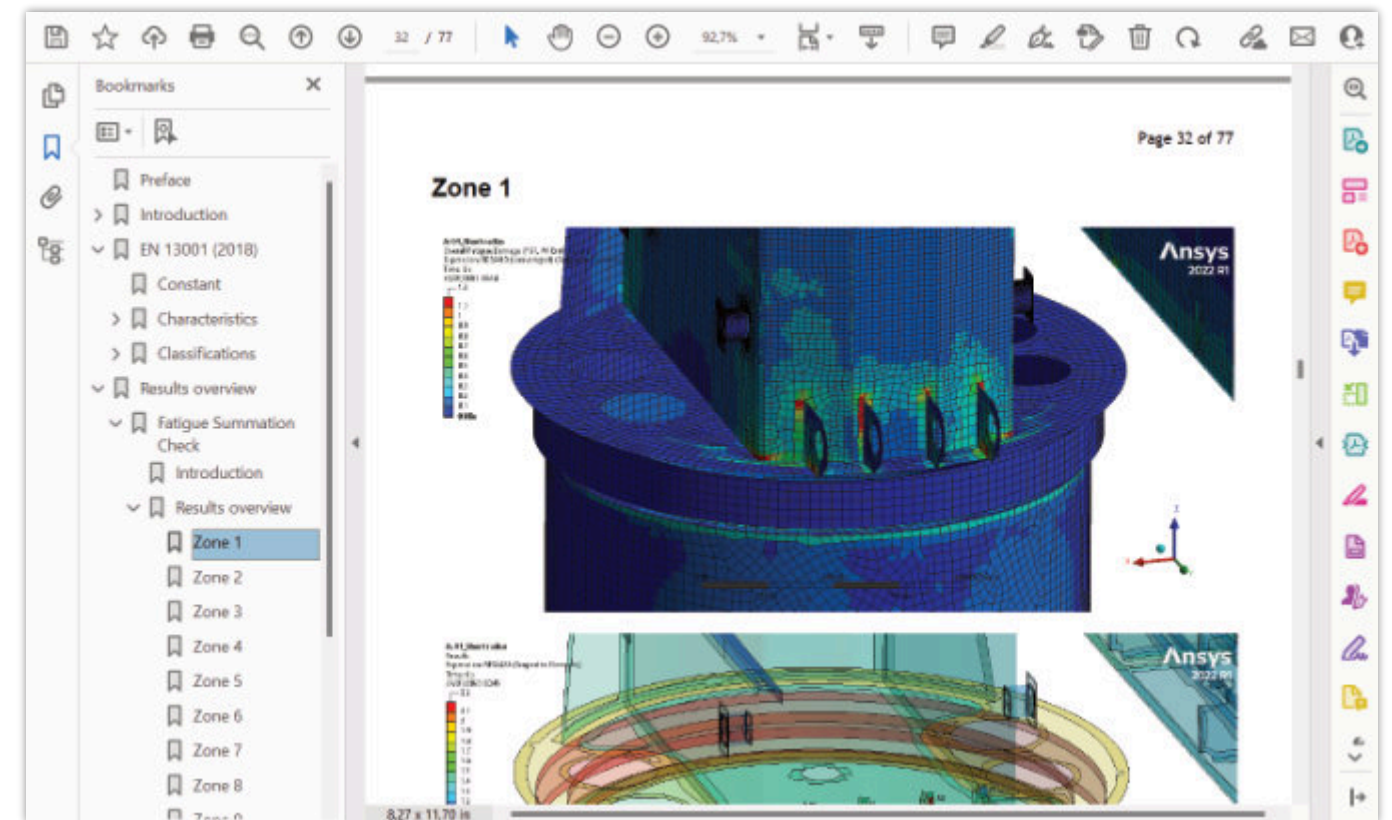 32 / 77
92,7%
Bookmarks
Preface
Introduction
EN 13001 (2018)
Constant
Characteristics
Classifications
Results overview
Fatigue Summation
Check
Introduction
Results overview
Zone 1
Zone 2
Zone 3
Zone 4
Zone 5
Zone 6
Zone 7
Zone 8
Page 32 of 77
Zone 1
Ansys
2022 R1
Ansys
2022 R1
8,27 x 11,70 in